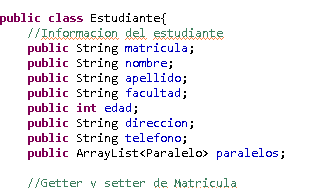 public class Estudiante{
//Informacion del estudiante
public String matricula;
public String nombre;
public String apellido;
public String facultad;
public int edad;
public String direccion;
public String telefono;
public ArrayList<Paralelo> paralelos;
//Getter y setter de Matricula